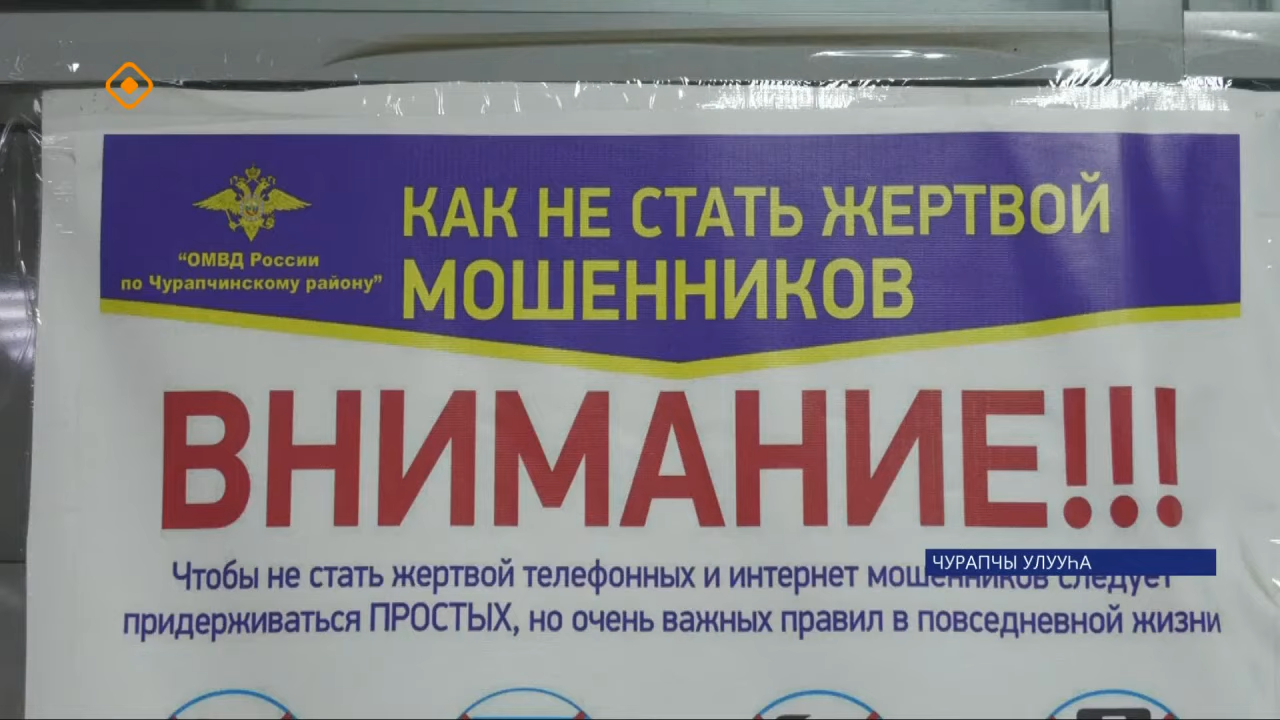 КАК НЕ СТАТЬ ЖЕРТВОЙ
МОШЕННИКОВ
“ОМВД России
по Чурапчинскому району”
ВНИМАНИЕ!!!
Чтобы не стать жертвой телефонных и интернет мошенников следует
придерживаться ПРОСТЫХ, но очень важных правил в повседневной жизни
ЧУРАПЧЫ УЛУУҺА